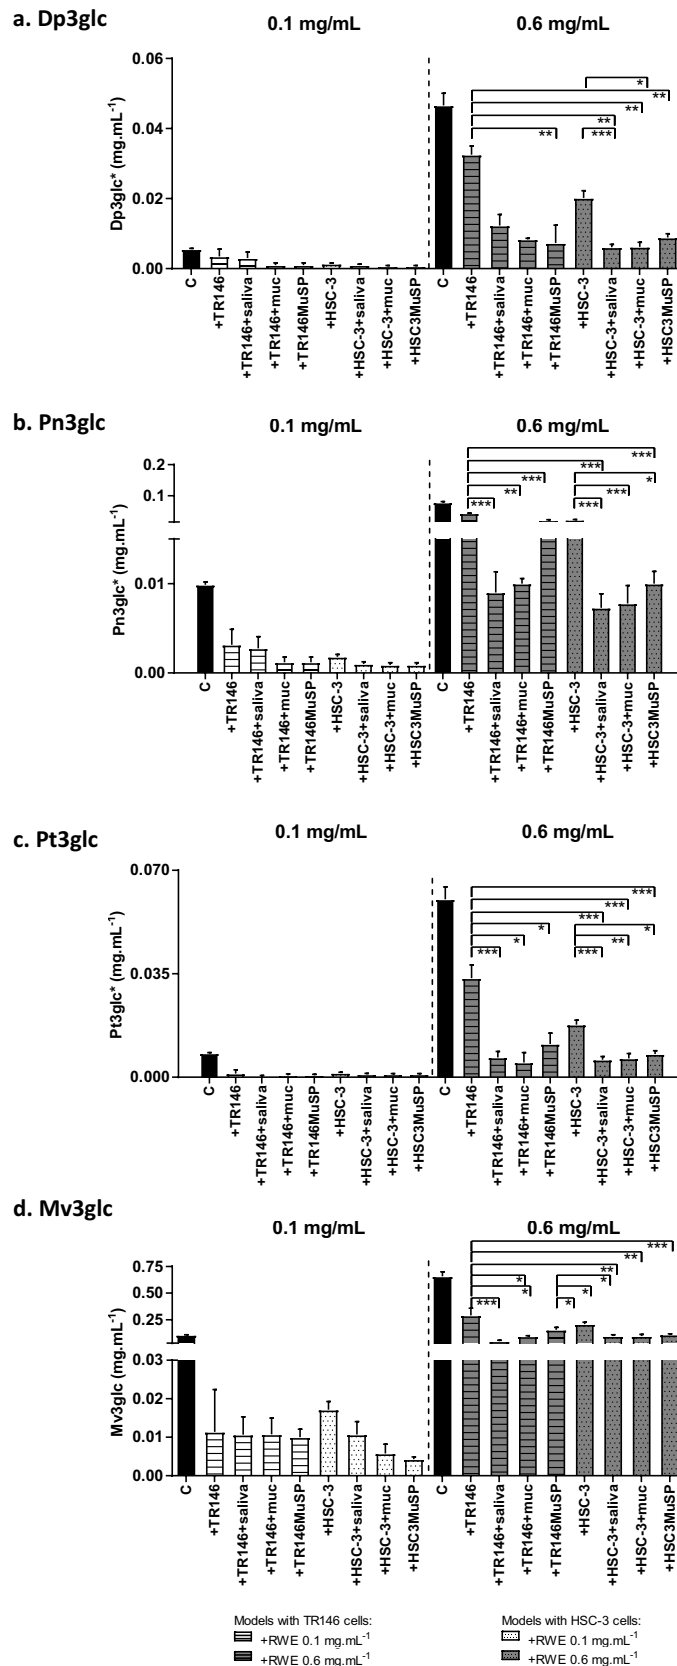 a. Dp3glc
0.1 mg/mL 0.6 mg/mL
Dp3glc* (mg.mL⁻¹)
0.06
0.04
0.02
0.00
* ** ** ** *** **
C +TR146 +TR146+saliva +TR146+muc +TR146MuSP +HSC-3 +HSC-3+saliva +HSC-3+muc +HSC3MuSP
C +TR146 +TR146+saliva +TR146+muc +TR146MuSP +HSC-3 +HSC-3+saliva +HSC-3+muc +HSC3MuSP
b. Pn3glc
0.1 mg/mL 0.6 mg/mL
Pn3glc* (mg.mL⁻¹)
0.2
0.1
0.01
0.00
*** *** *** * ** *** *** ***
C +TR146 +TR146+saliva +TR146+muc +TR146MuSP +HSC-3 +HSC-3+saliva +HSC-3+muc +HSC3MuSP
C +TR146 +TR146+saliva +TR146+muc +TR146MuSP +HSC-3 +HSC-3+saliva +HSC-3+muc +HSC3MuSP
c. Pt3glc
0.1 mg/mL 0.6 mg/mL
Pt3glc* (mg.mL⁻¹)
0.070
0.035
0.000
*** *** *** * * * ** *** ***
C +TR146 +TR146+saliva +TR146+muc +TR146MuSP +HSC-3 +HSC-3+saliva +HSC-3+muc +HSC3MuSP
C +TR146 +TR146+saliva +TR146+muc +TR146MuSP +HSC-3 +HSC-3+saliva +HSC-3+muc +HSC3MuSP
d. Mv3glc
0.1 mg/mL 0.6 mg/mL
Mv3glc (mg.mL⁻¹)
0.75
0.50
0.25
0.03
0.02
0.01
0.00
*** ** ** * * * * *** *
C +TR146 +TR146+saliva +TR146+muc +TR146MuSP +HSC-3 +HSC-3+saliva +HSC-3+muc +HSC3MuSP
C +TR146 +TR146+saliva +TR146+muc +TR146MuSP +HSC-3 +HSC-3+saliva +HSC-3+muc +HSC3MuSP
Models with TR146 cells:
+RWE 0.1 mg.mL⁻¹
+RWE 0.6 mg.mL⁻¹
Models with HSC-3 cells:
+RWE 0.1 mg.mL⁻¹
+RWE 0.6 mg.mL⁻¹